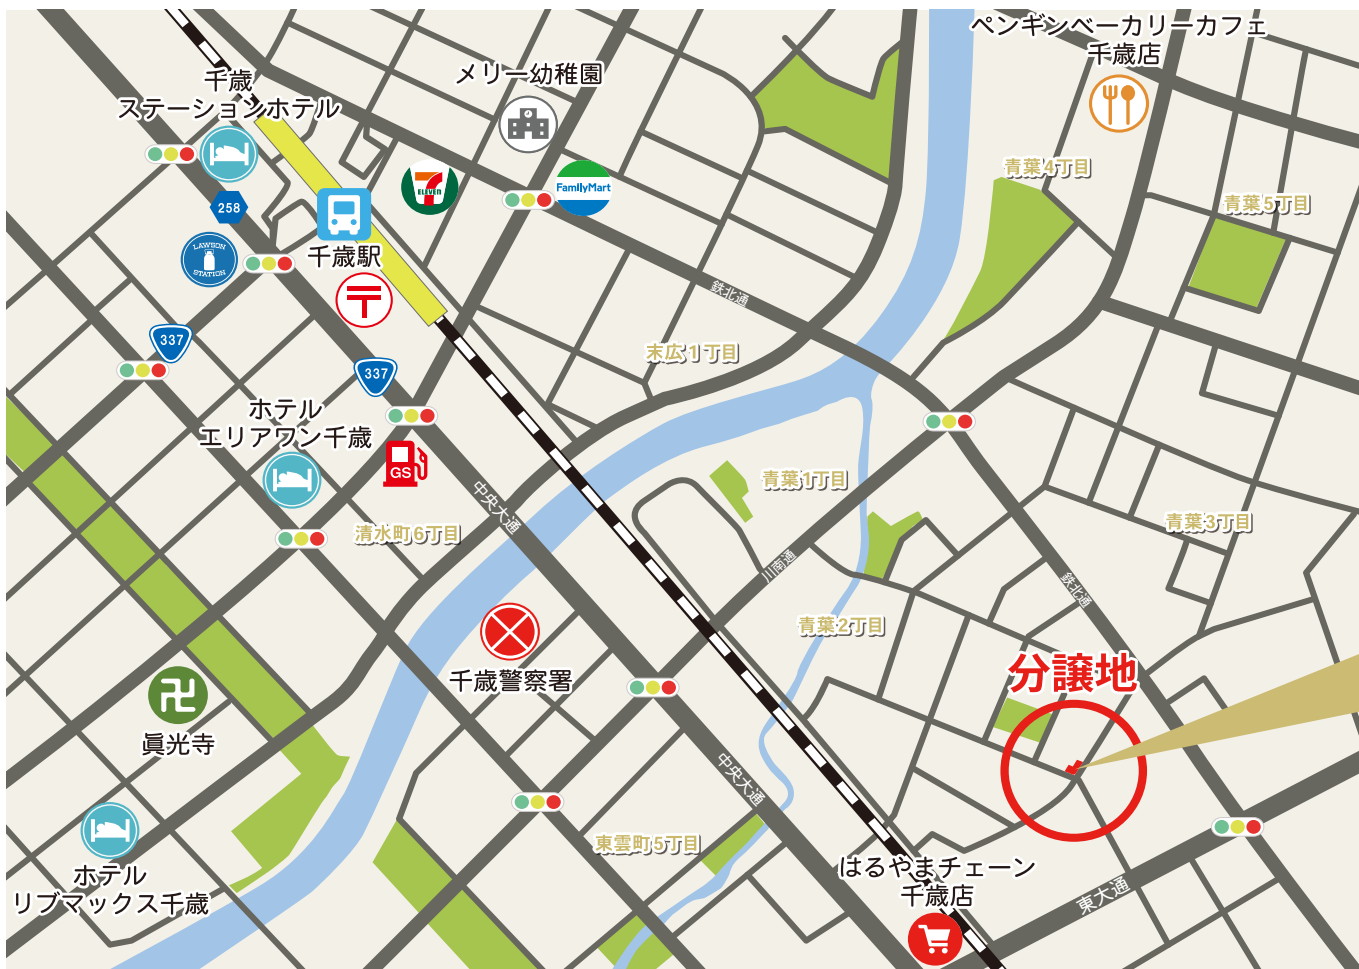 ペンギンベーカリーカフェ
千歳店
千歳
ステーションホテル
メリー幼稚園
青葉4丁目
青葉5丁目
ELEVEN
FamilyMart
258
LAWSON
STATION
千歳駅
鉄北通
337
末広1丁目
337
ホテル
エリアワン千歳
GS
中央大通
清水町6丁目
青葉1丁目
青葉3丁目
川南通
鉄北通
青葉2丁目
千歳警察署
分譲地
眞光寺
中央大通
東雲町5丁目
はるやまチェーン
千歳店
東大通
ホテル
リブマックス千歳